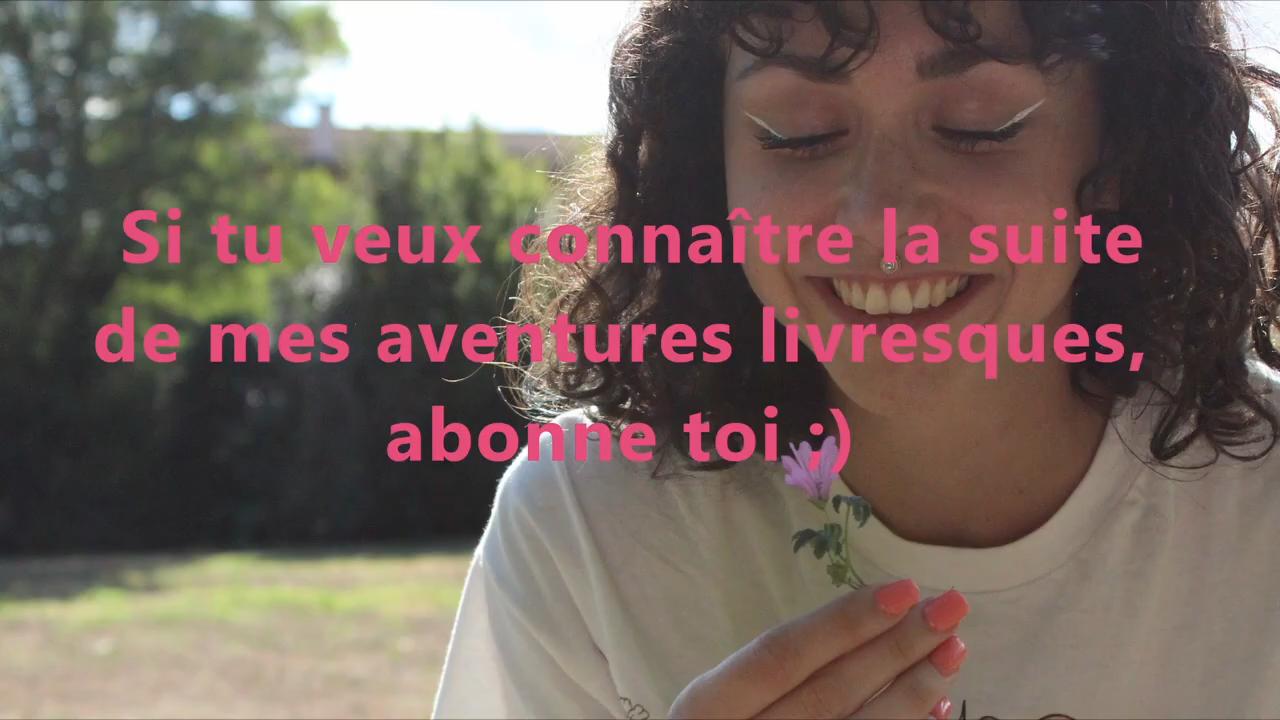 Si tu veux connaître la suite
de mes aventures livresques,
abonne toi ;)